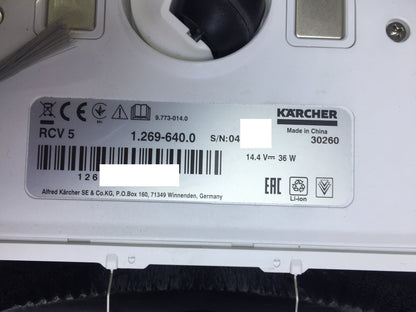 9.773-014.0
KÄRCHER
RCV 5 1.269-640.0 S/N:04
Made in China
30260
14.4 V⎓ 36 W
126
EAC
Li-ion
Alfred Kärcher SE & Co.KG, P.O.Box 160, 71349 Winnenden, Germany